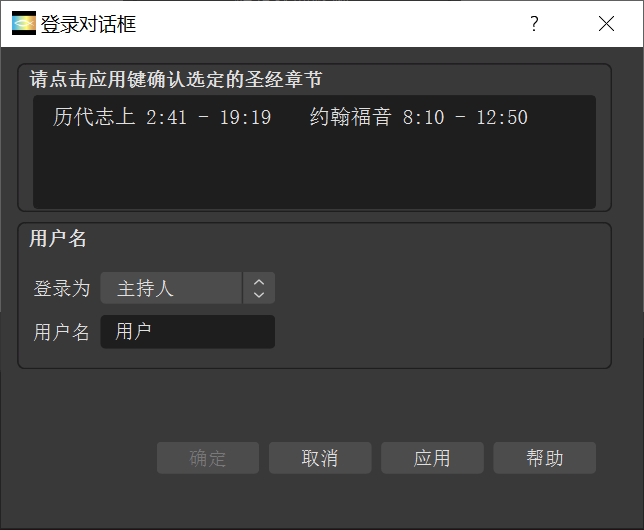 登录对话框
请点击应用键确认选定的圣经章节
历代志上 2:41 - 19:19 约翰福音 8:10 - 12:50
用户名
登录为 主持人
用户名 用户
确定 取消 应用 帮助